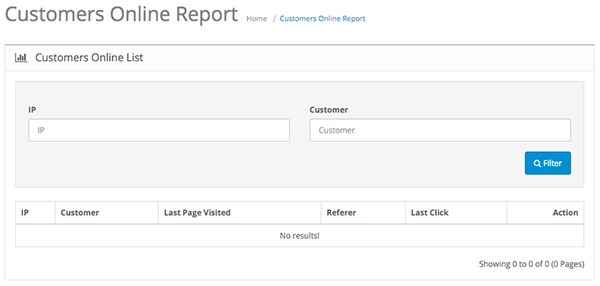 Customers Online Report Home / Customers Online Report
Customers Online List
IP Customer
IP Customer
Filter
IP Customer Last Page Visited Referer Last Click Action
No results!
Showing 0 to 0 of 0 (0 Pages)